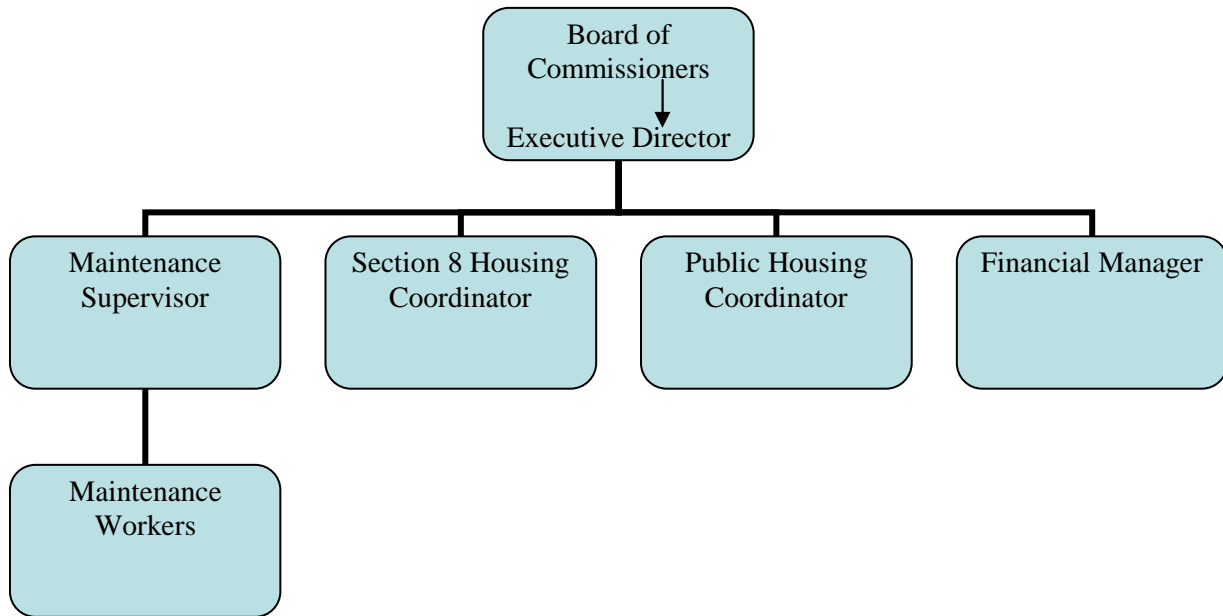 Board of
Commissioners
Executive Director
Maintenance
Supervisor
Section 8 Housing
Coordinator
Public Housing
Coordinator
Financial Manager
Maintenance
Workers